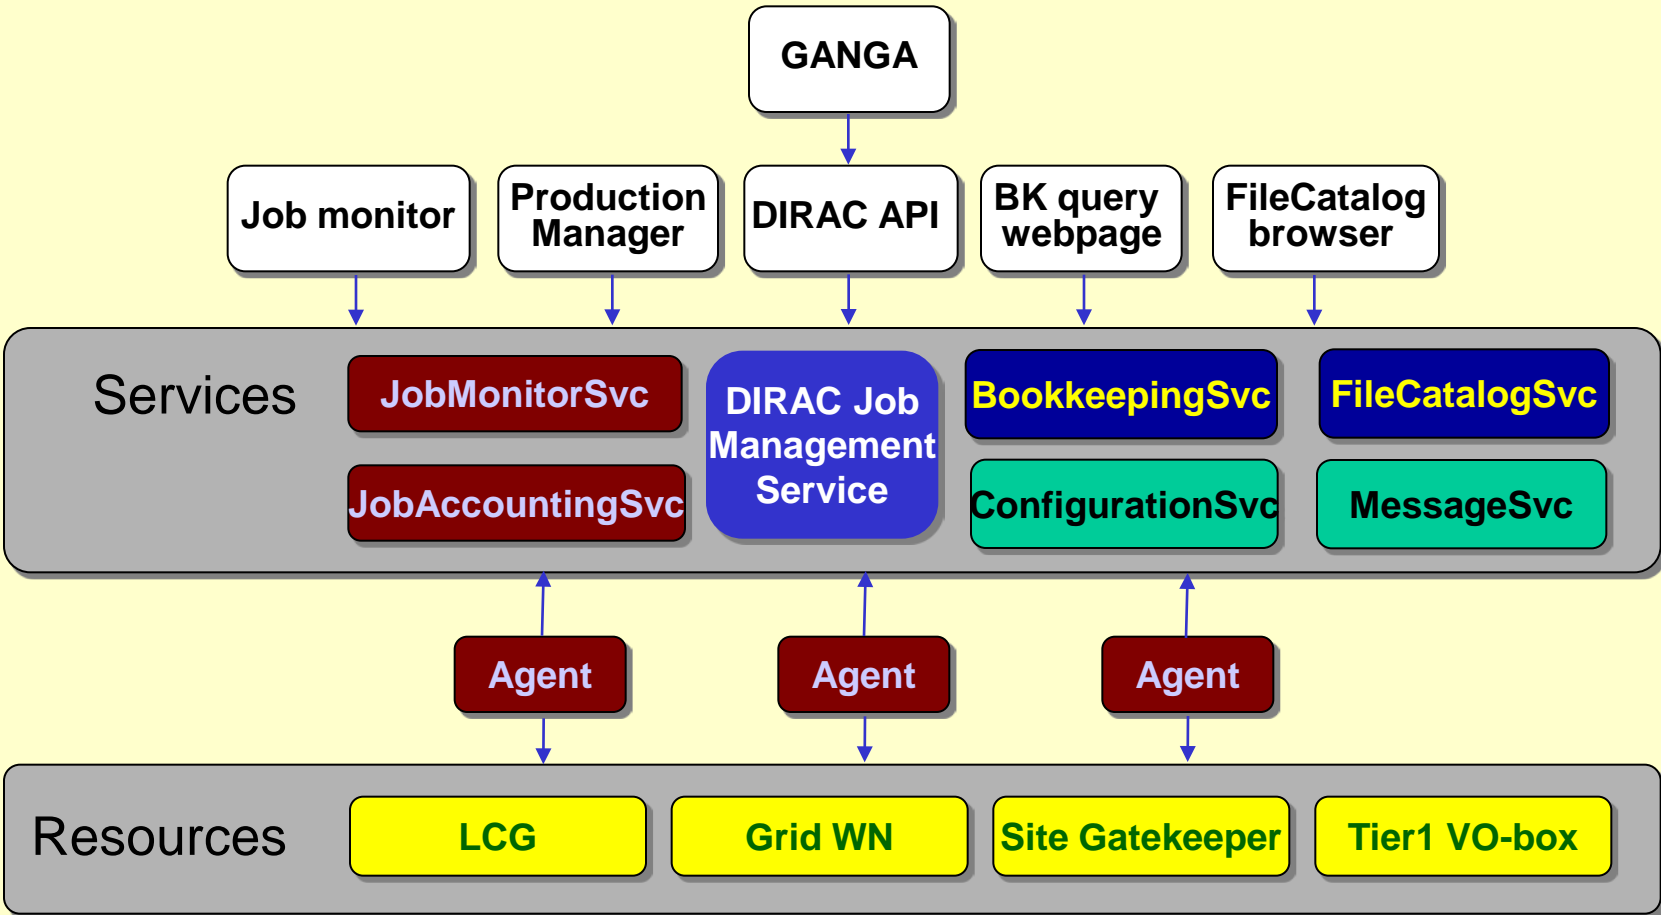 GANGA
Job monitor
Production
Manager
DIRAC API
BK query
webpage
FileCatalog
browser
Services
JobMonitorSvc
JobAccountingSvc
DIRAC Job
Management
Service
BookkeepingSvc
ConfigurationSvc
FileCatalogSvc
MessageSvc
Agent
Agent
Agent
Resources
LCG
Grid WN
Site Gatekeeper
Tier1 VO-box